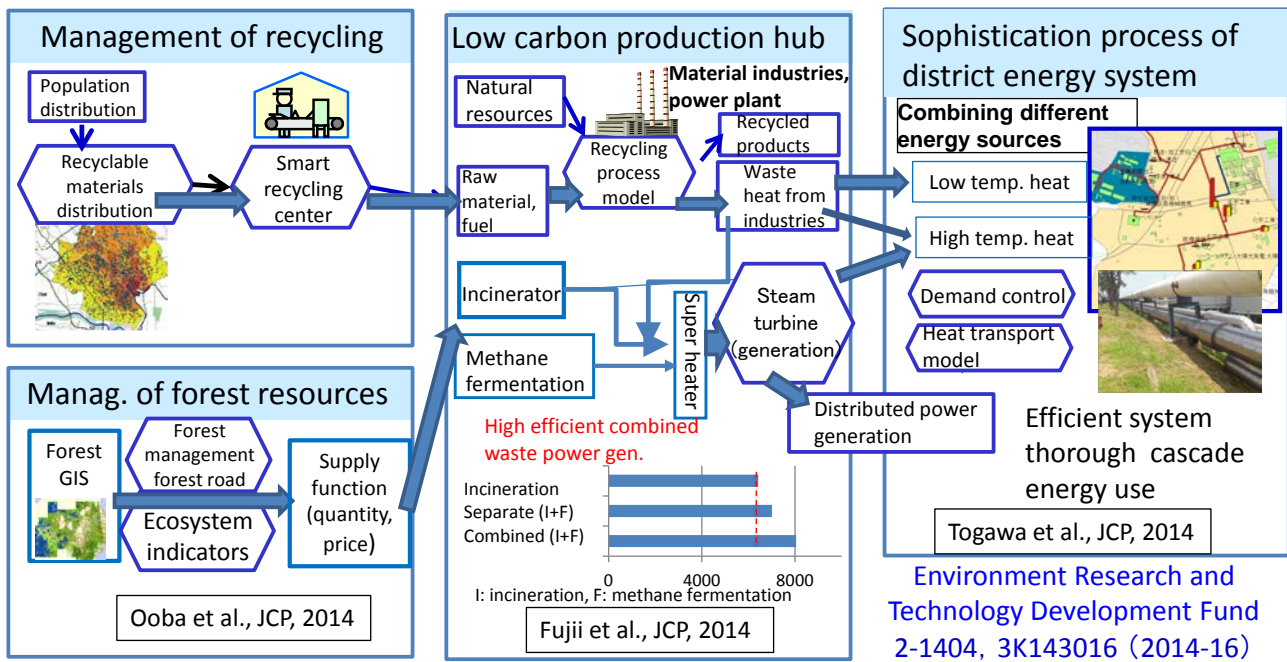 Management of recycling
Population
distribution
Recyclable
materials
distribution
Smart
recycling
center
Manag. of forest resources
Forest
GIS
Forest
management
forest road
Ecosystem
indicators
Supply
function
(quantity,
price)
Ooba et al., JCP, 2014
Low carbon production hub
Natural
resources
Material industries,
power plant
Recycled
products
Recycling
process
model
Raw
material,
fuel
Waste
heat from
industries
Incinerator
Methane
fermentation
Super heater
Steam
turbine
(generation)
Distributed power
generation
High efficient combined
waste power gen.
Incineration
Separate (I+F)
Combined (I+F)
0 4000 8000
I: incineration, F: methane fermentation
Fujii et al., JCP, 2014
Sophistication process of
district energy system
Combining different
energy sources
Low temp. heat
High temp. heat
Demand control
Heat transport
model
Efficient system
thorough cascade
energy use
Togawa et al., JCP, 2014
Environment Research and
Technology Development Fund
2-1404, 3K143016（2014-16）